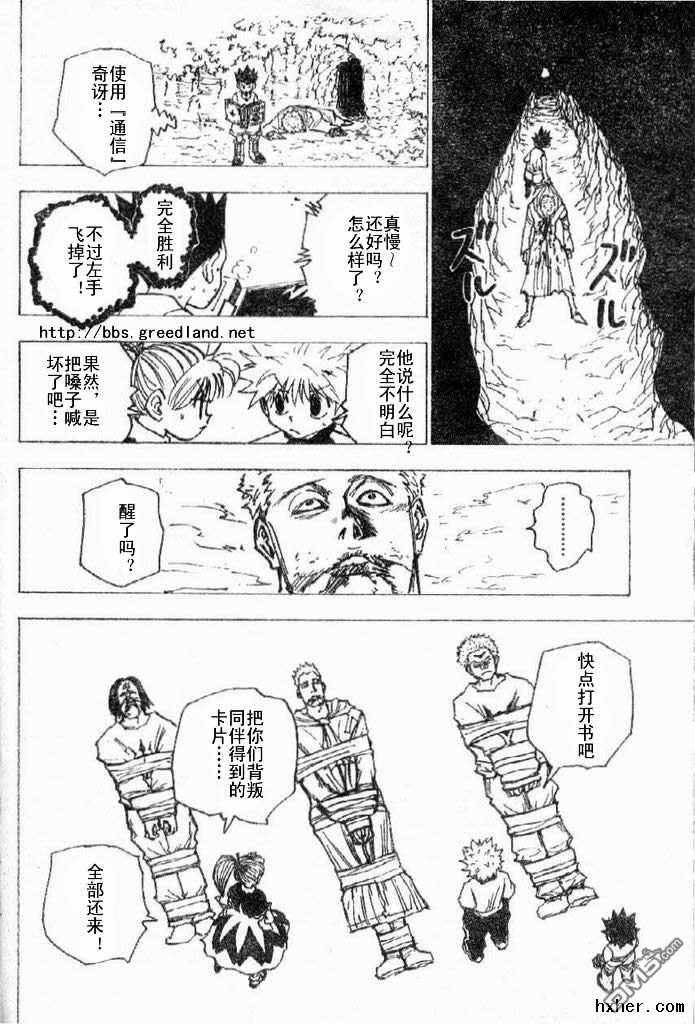 ズ
ズ
ル
ズ
ズ
ル
使用『通信』
奇讶…
真慢~
还好吗?
怎么样了?
完全胜利
不过左手
飞掉了!
http://bbs.greedland.net
他说什么呢?
完全不明白
果然,是
把嗓子喊
坏了吧…
………
醒了吗?
快点打开书吧
把你们背叛
同伴得到的
卡片……
全部还来!
hxher.com